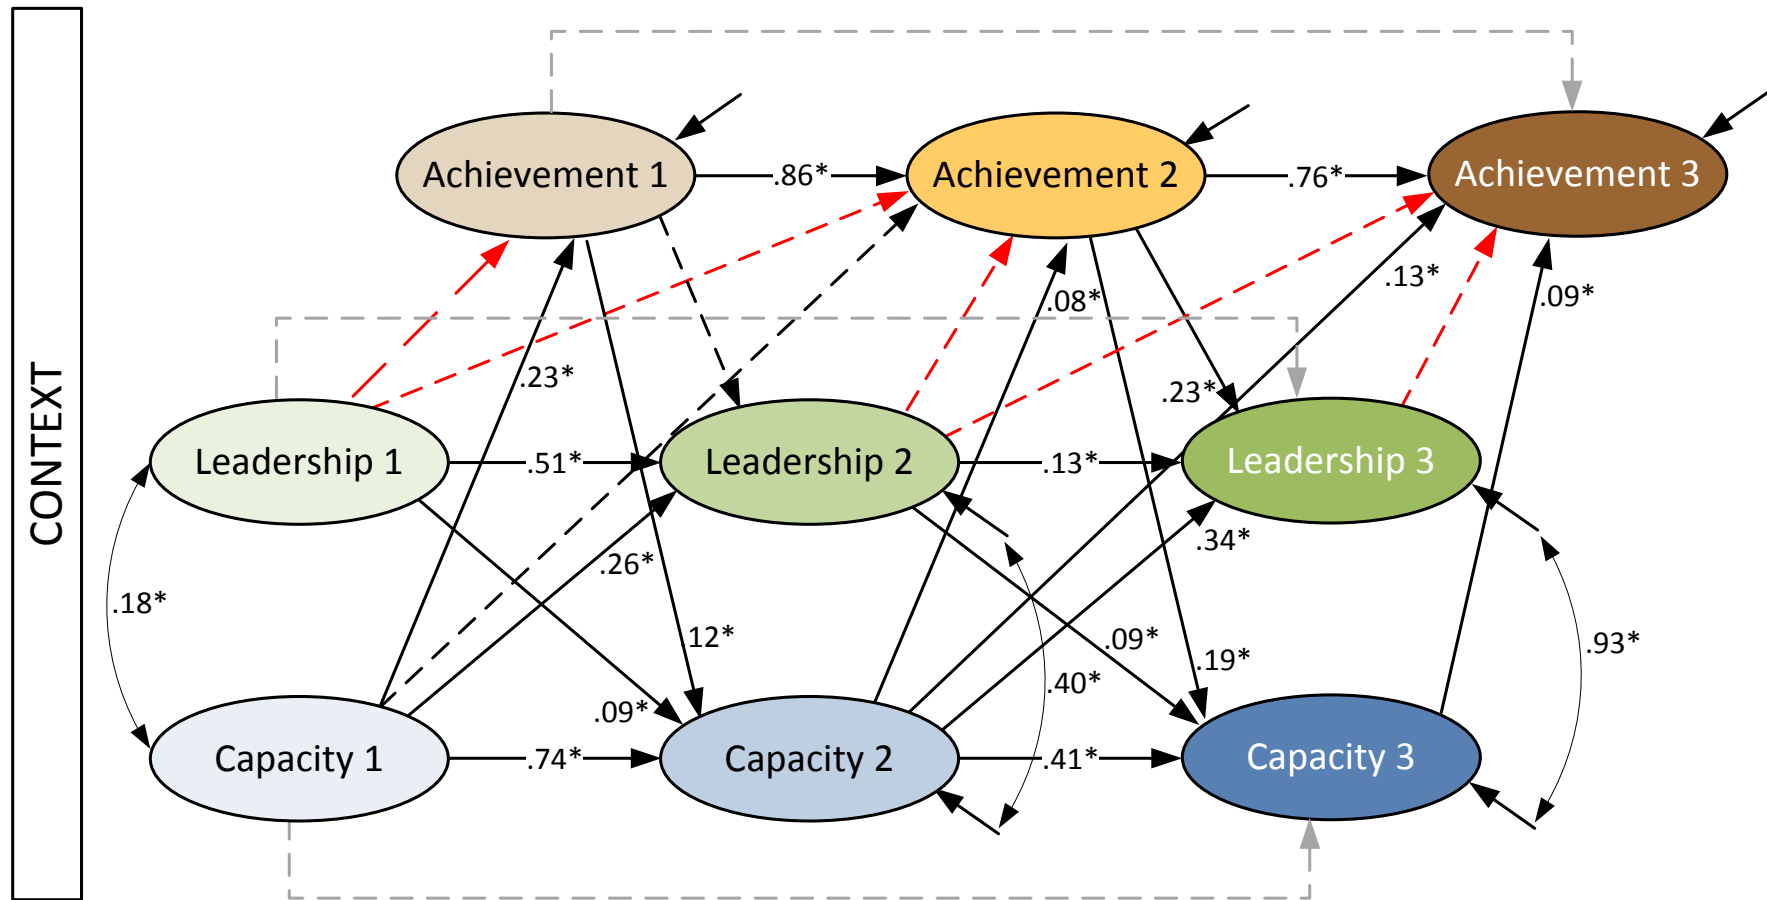 CONTEXT
Achievement 1
.86*
Achievement 2
.76*
Achievement 3
.13*
.08*
.09*
.23*
.23*
Leadership 1
.51*
Leadership 2
.13*
Leadership 3
.26*
.34*
.18*
.12*
.09*
.19*
.93*
.40*
.09*
Capacity 1
.74*
Capacity 2
.41*
Capacity 3